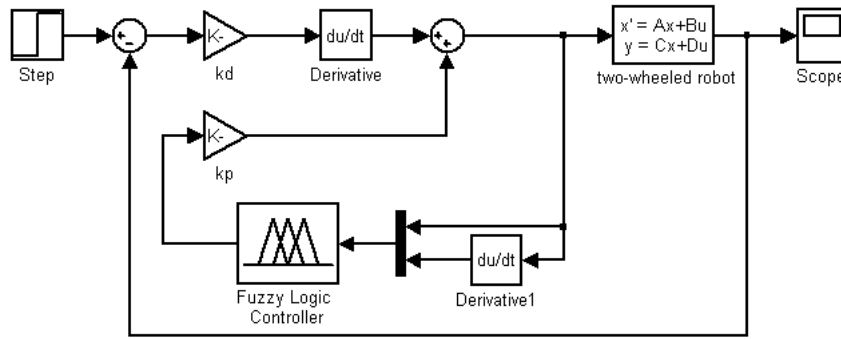 Step
+
-
K-
kd
du/dt
Derivative
+
+
x' = Ax+Bu
y = Cx+Du
two-wheeled robot
Scope
K-
kp
Fuzzy Logic
Controller
du/dt
Derivative1